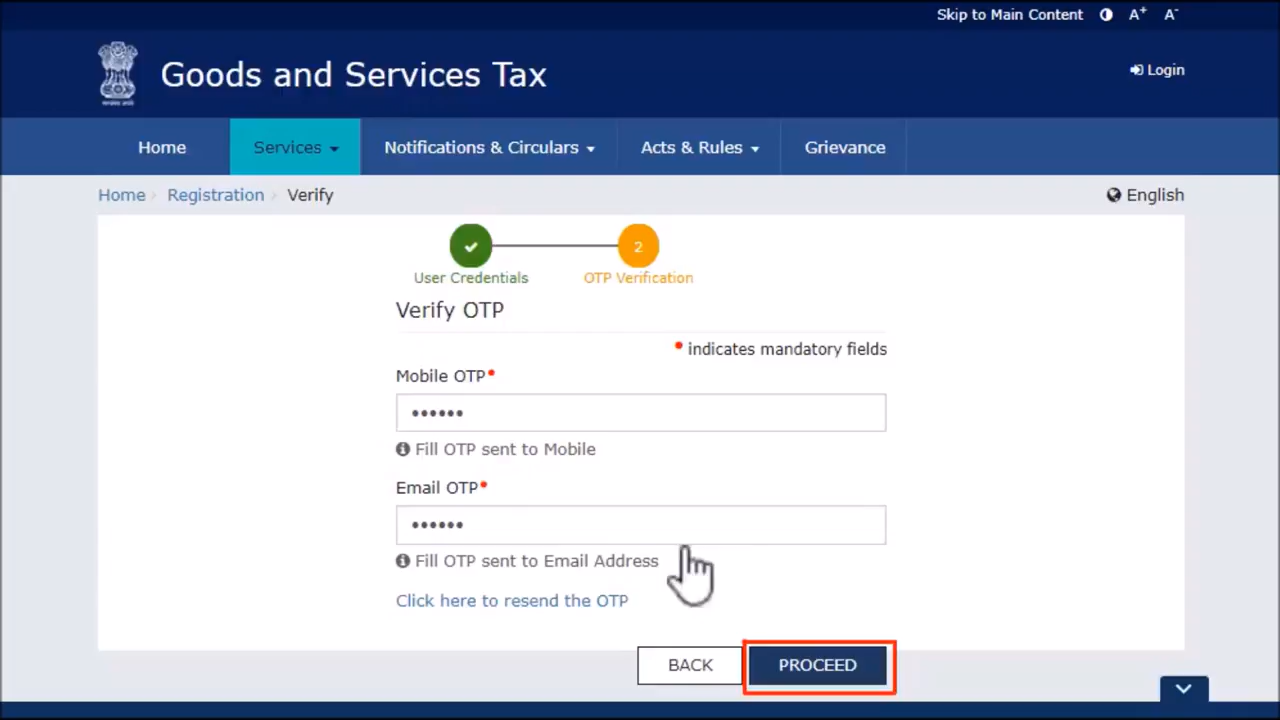 Skip to Main Content A+ A-
Goods and Services Tax
Login
Home Services Notifications & Circulars Acts & Rules Grievance
Home Registration Verify English
2
User Credentials OTP Verification
Verify OTP
• indicates mandatory fields
Mobile OTP•
••••••
Fill OTP sent to Mobile
Email OTP•
••••••
Fill OTP sent to Email Address
Click here to resend the OTP
BACK PROCEED